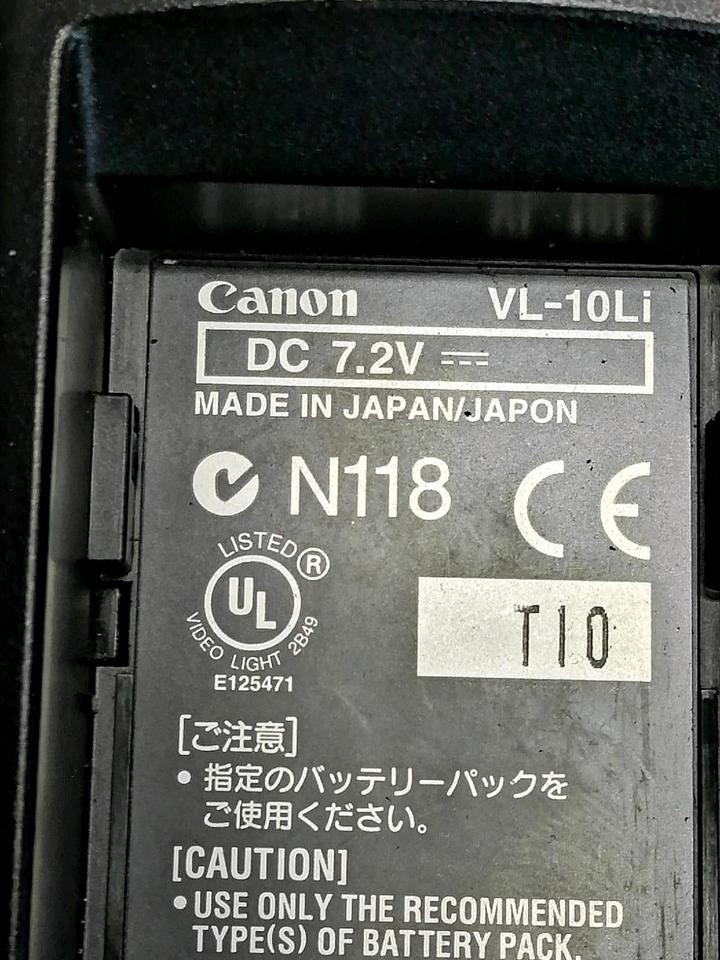 Canon VL-10Li
DC 7.2V ⎓
MADE IN JAPAN/JAPON
N118 CE
LISTED ®
UL
VIDEO LIGHT 2B49
E125471
T10
[ご注意]
• 指定のバッテリーパックを
ご使用ください。
[CAUTION]
• USE ONLY THE RECOMMENDED
TYPE(S) OF BATTERY PACK.